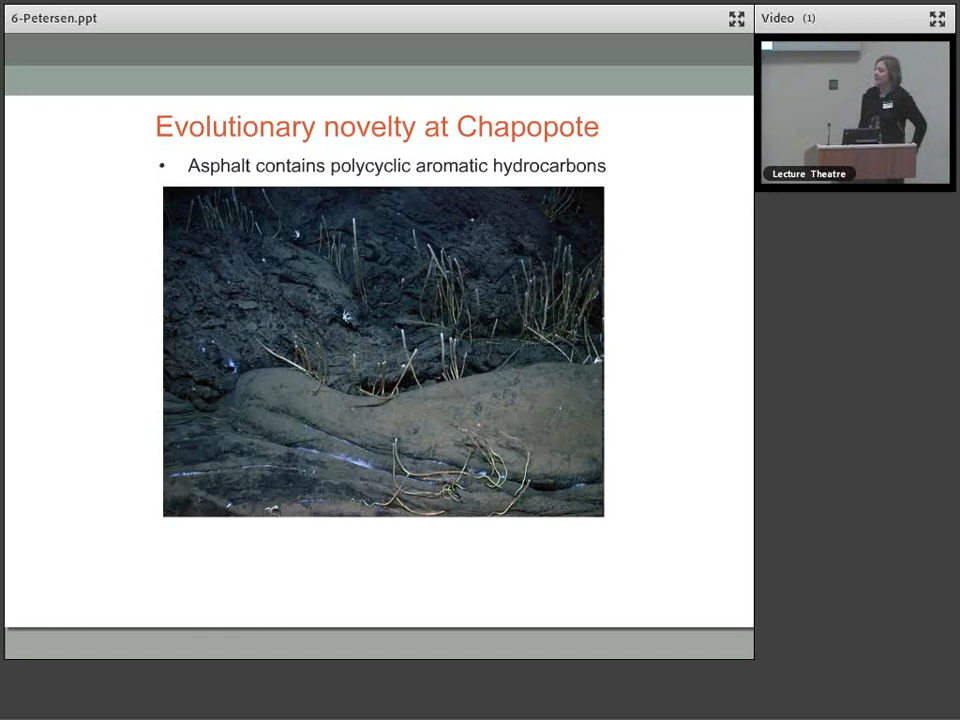 6-Petersen.ppt
Video (1)
Evolutionary novelty at Chapopote
• Asphalt contains polycyclic aromatic hydrocarbons
Lecture Theatre